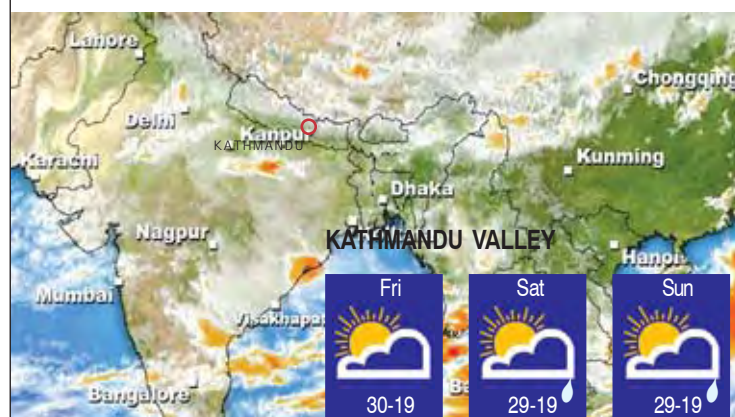 Lahore
Chongqing
Delhi
Kanpur
KATHMANDU
Karachi
Kunming
Dhaka
Nagpur
KATHMANDU VALLEY
Hanoi
Mumbai
Visakhapa
Bangalore
Fri
Sat
Sun
30-19
29-19
29-19